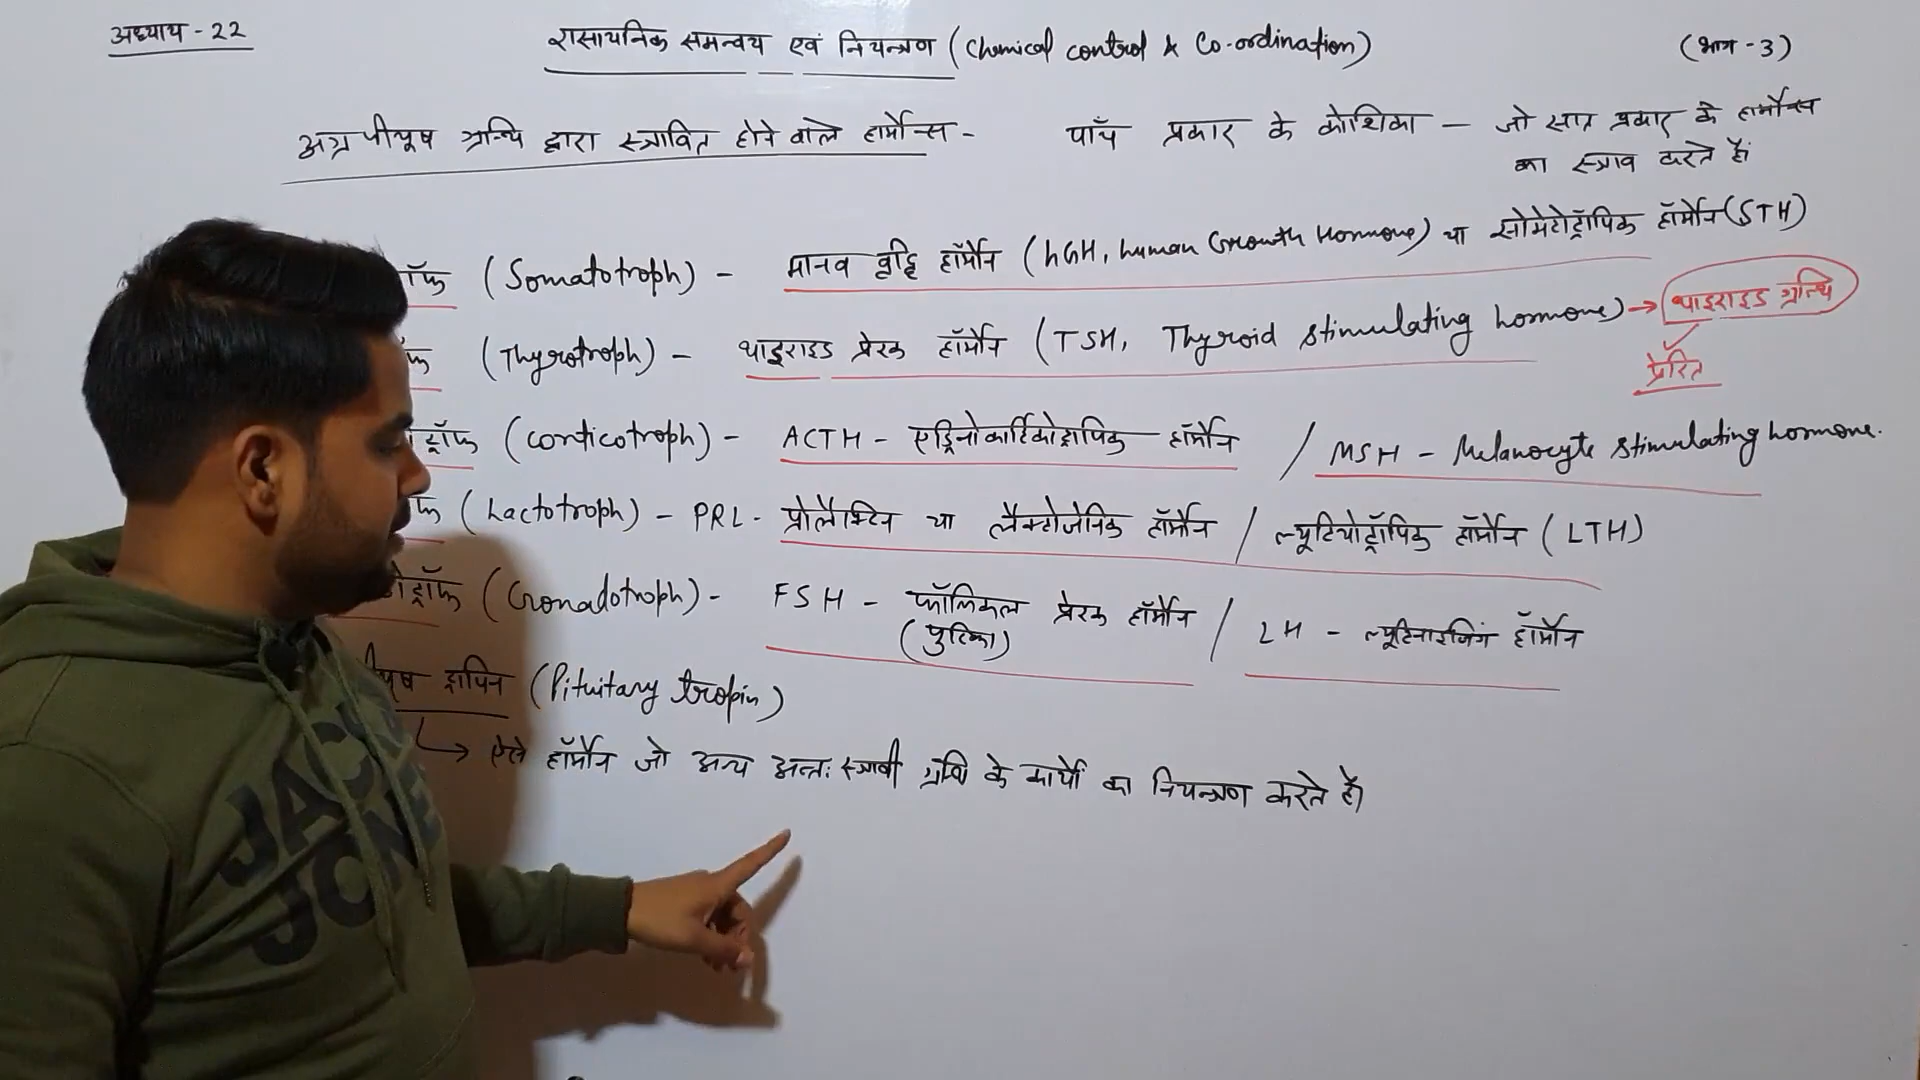 अध्याय - 22
रासायनिक समन्वय एवं नियन्त्रण (Chemical control & Co-ordination)
(भाग - 3)
अग्र पीयूष ग्रन्थि द्वारा स्त्रावित होने वाले हार्मोन्स -
पाँच प्रकार के कोशिका - जो सात प्रकार के हार्मोन्स
का स्त्राव करते हैं।
ॉफ (Somatotroph) - मानव वृद्धि हॉर्मोन (hGH, human Growth Hormone) या सोमेटोट्रॉपिक हॉर्मोन (STH)
(Thyrotroph) - थाइराइड प्रेरक हॉर्मोन (TSH, Thyroid stimulating hormone) → थाइराइड ग्रन्थि
प्रेरित
ट्रॉफ (Corticotroph) - ACTH - एड्रिनोकार्टिकोट्रापिक हॉर्मोन / MSH - Melanocyte stimulating hormone.
(Lactotroph) - PRL - प्रोलैक्टिन या लैक्टोजेनिक हॉर्मोन / ल्यूटियोट्रॉपिक हॉर्मोन (LTH)
ोट्रॉफ (Gonadotroph) - FSH - फॉलिकल प्रेरक हॉर्मोन / LH - ल्यूटिनाइजिंग हॉर्मोन
(पुटिका)
यूष ट्रापिन (Pituitary tropin)
→ ऐसे हॉर्मोन जो अन्य अन्तः स्त्रावी ग्रन्थि के कार्यों का नियन्त्रण करते हैं।
JACK
JONE